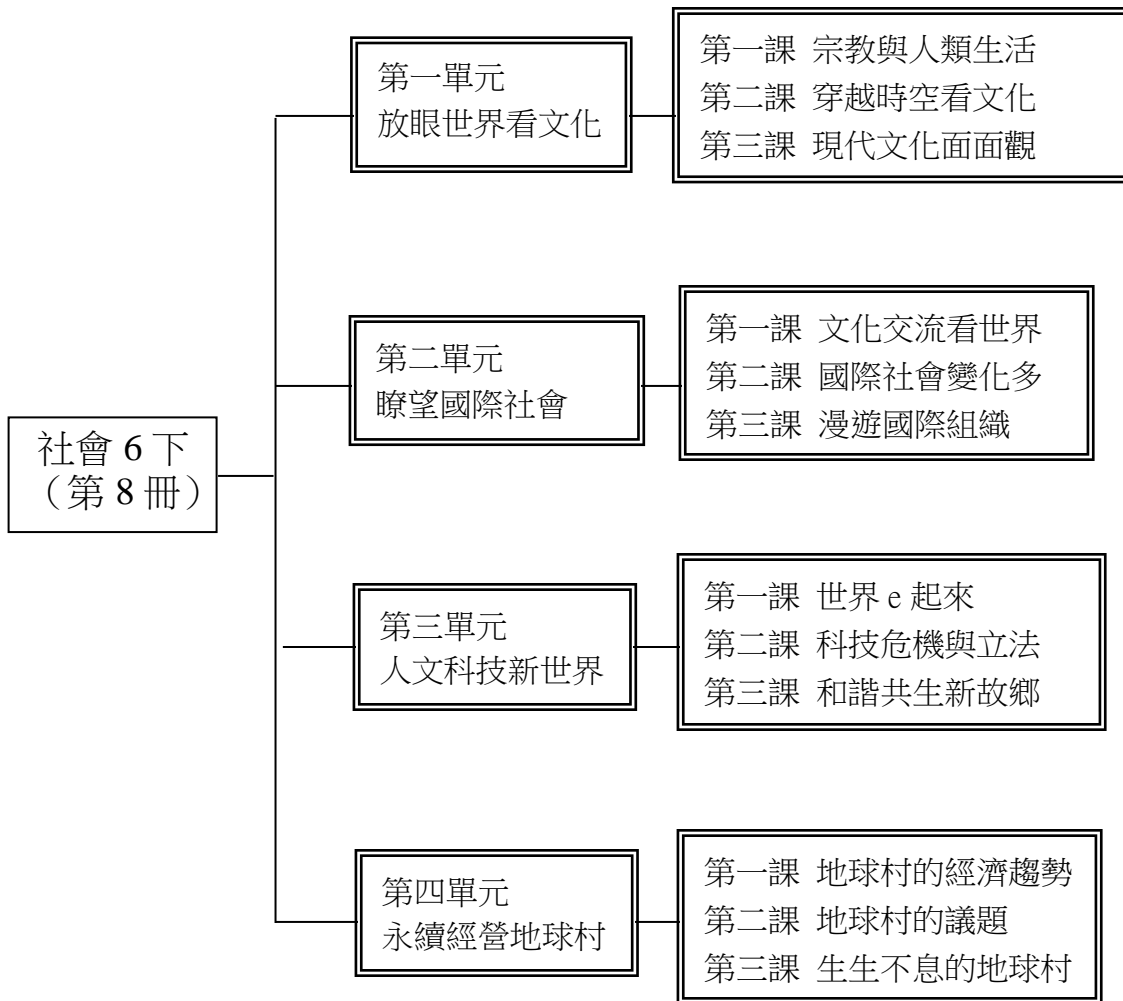 社會 6 下
（第 8 冊）
第一單元
放眼世界看文化
第一課 宗教與人類生活
第二課 穿越時空看文化
第三課 現代文化面面觀
第二單元
瞭望國際社會
第一課 文化交流看世界
第二課 國際社會變化多
第三課 漫遊國際組織
第三單元
人文科技新世界
第一課 世界 e 起來
第二課 科技危機與立法
第三課 和諧共生新故鄉
第四單元
永續經營地球村
第一課 地球村的經濟趨勢
第二課 地球村的議題
第三課 生生不息的地球村